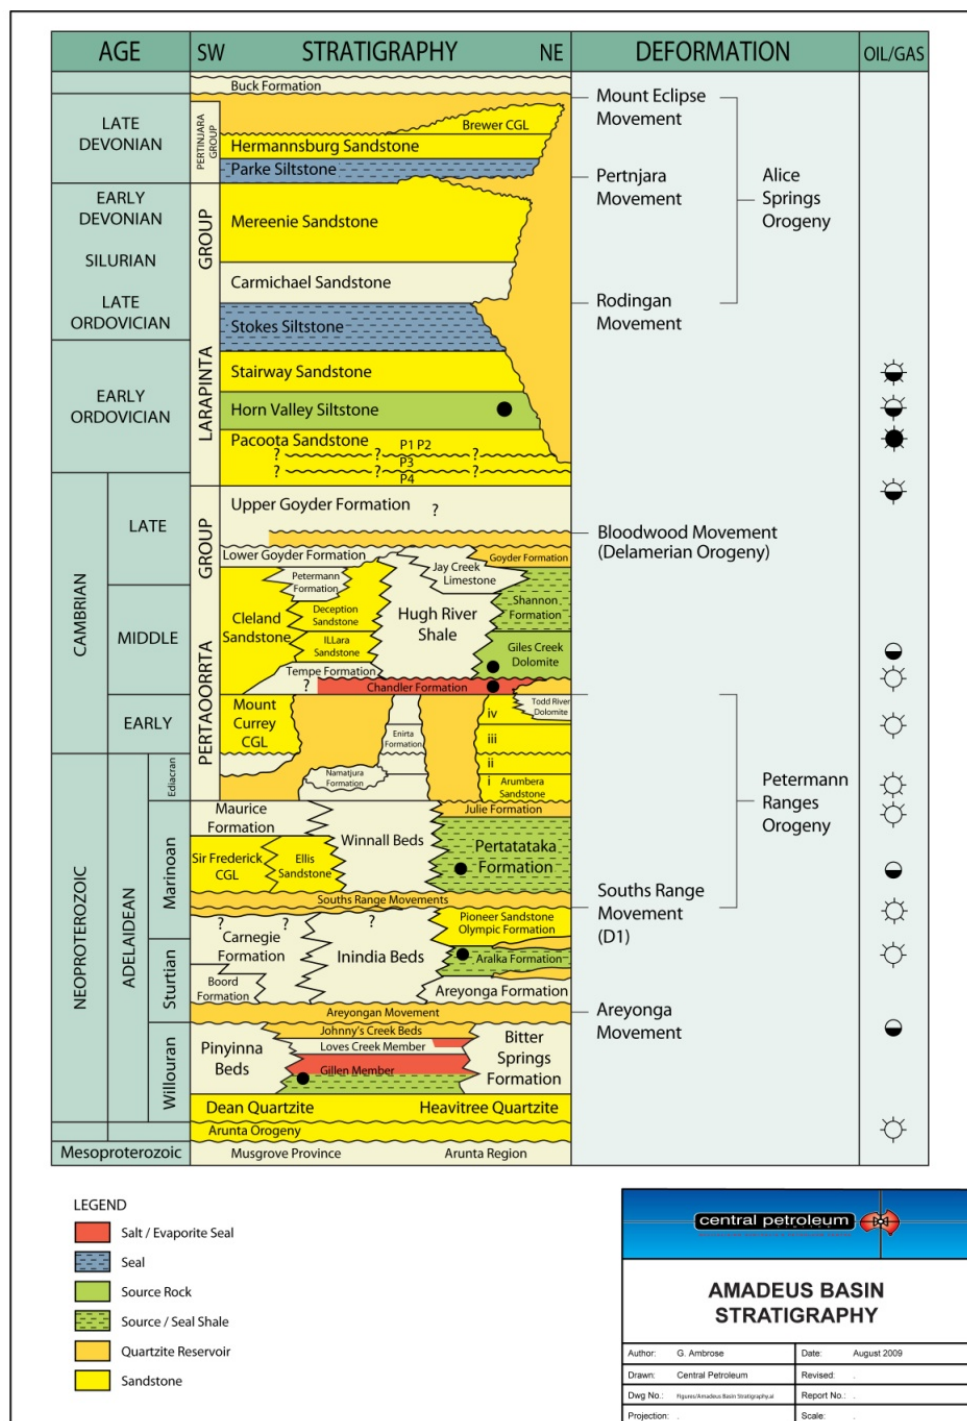 AGE SW STRATIGRAPHY NE DEFORMATION OIL/GAS
Buck Formation
LATE
DEVONIAN
PERTINJARA
GROUP
Brewer CGL
Hermannsburg Sandstone
Parke Siltstone
Mount Eclipse
Movement
Pertnjara
Movement
Alice
Springs
Orogeny
EARLY
DEVONIAN
SILURIAN
LATE
ORDOVICIAN
LARAPINTA GROUP
Mereenie Sandstone
Carmichael Sandstone
Stokes Siltstone
Rodingan
Movement
EARLY
ORDOVICIAN
Stairway Sandstone
Horn Valley Siltstone
Pacoota Sandstone
P1 P2
? ? ?
P3
? ? ?
P4
CAMBRIAN
LATE
MIDDLE
EARLY
PERTAOORTA GROUP
Upper Goyder Formation ?
Bloodwood Movement
(Delamerian Orogeny)
Lower Goyder Formation
Goyder Formation
Petermann
Formation
Jay Creek
Limestone
Cleland
Sandstone
Deception
Sandstone
ILLara
Sandstone
Hugh River
Shale
Shannon
Formation
Giles Creek
Dolomite
Tempe Formation
?
Chandler Formation
Mount
Currey
CGL
Enirta
Formation
Todd River
Dolomite
iv
iii
ii
i
Arumbera
Sandstone
Namatjura
Formation
Petermann
Ranges
Orogeny
NEOPROTEROZOIC
ADELAIDEAN
Ediacran
Marinoan
Sturtian
Willouran
Maurice
Formation
Winnall Beds
Julie Formation
Sir Frederick
CGL
Ellis
Sandstone
Pertatataka
Formation
Souths Range Movements
Souths Range
Movement
(D1)
? ? ?
Carnegie
Formation
Inindia Beds
Pioneer Sandstone
Olympic Formation
Aralka Formation
Boord
Formation
Areyonga Formation
Areyongan Movement
Areyonga
Movement
Johnny's Creek Beds
Pinyinna
Beds
Loves Creek Member
Gillen Member
Bitter
Springs
Formation
Dean Quartzite Heavitree Quartzite
Arunta Orogeny
Mesoproterozoic Musgrove Province Arunta Region
LEGEND
Salt / Evaporite Seal
Seal
Source Rock
Source / Seal Shale
Quartzite Reservoir
Sandstone
central petroleum
AMADEUS BASIN
STRATIGRAPHY
Author: G. Ambrose Date: August 2009
Drawn: Central Petroleum Revised: .
Dwg No.: Figures/Amadeus Basin Stratigraphy.ai Report No.: .
Projection: . Scale: .